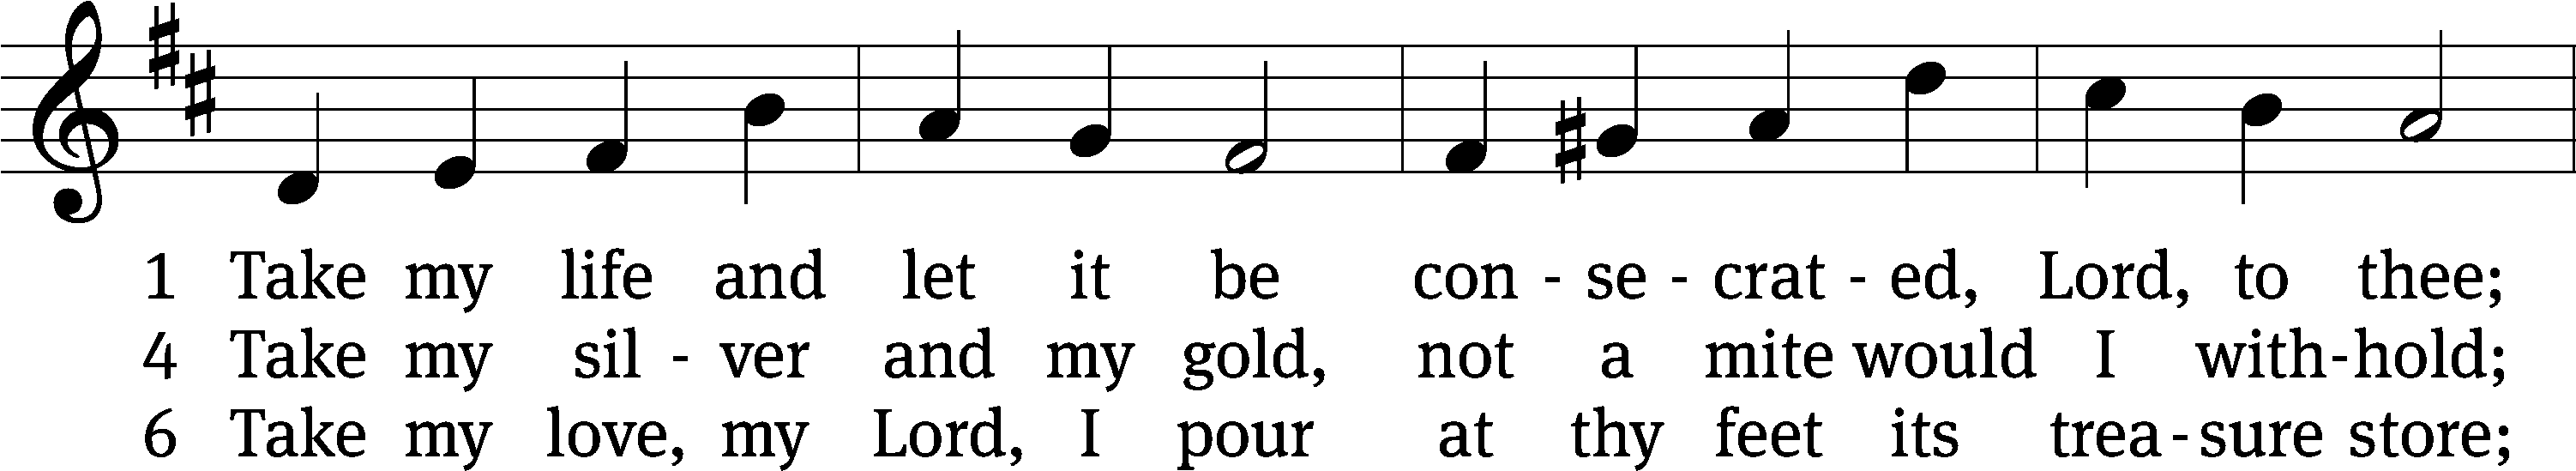 1 Take my life and let it be con - se - crat - ed, Lord, to thee;
4 Take my sil - ver and my gold, not a mite would I with-hold;
6 Take my love, my Lord, I pour at thy feet its trea - sure store;